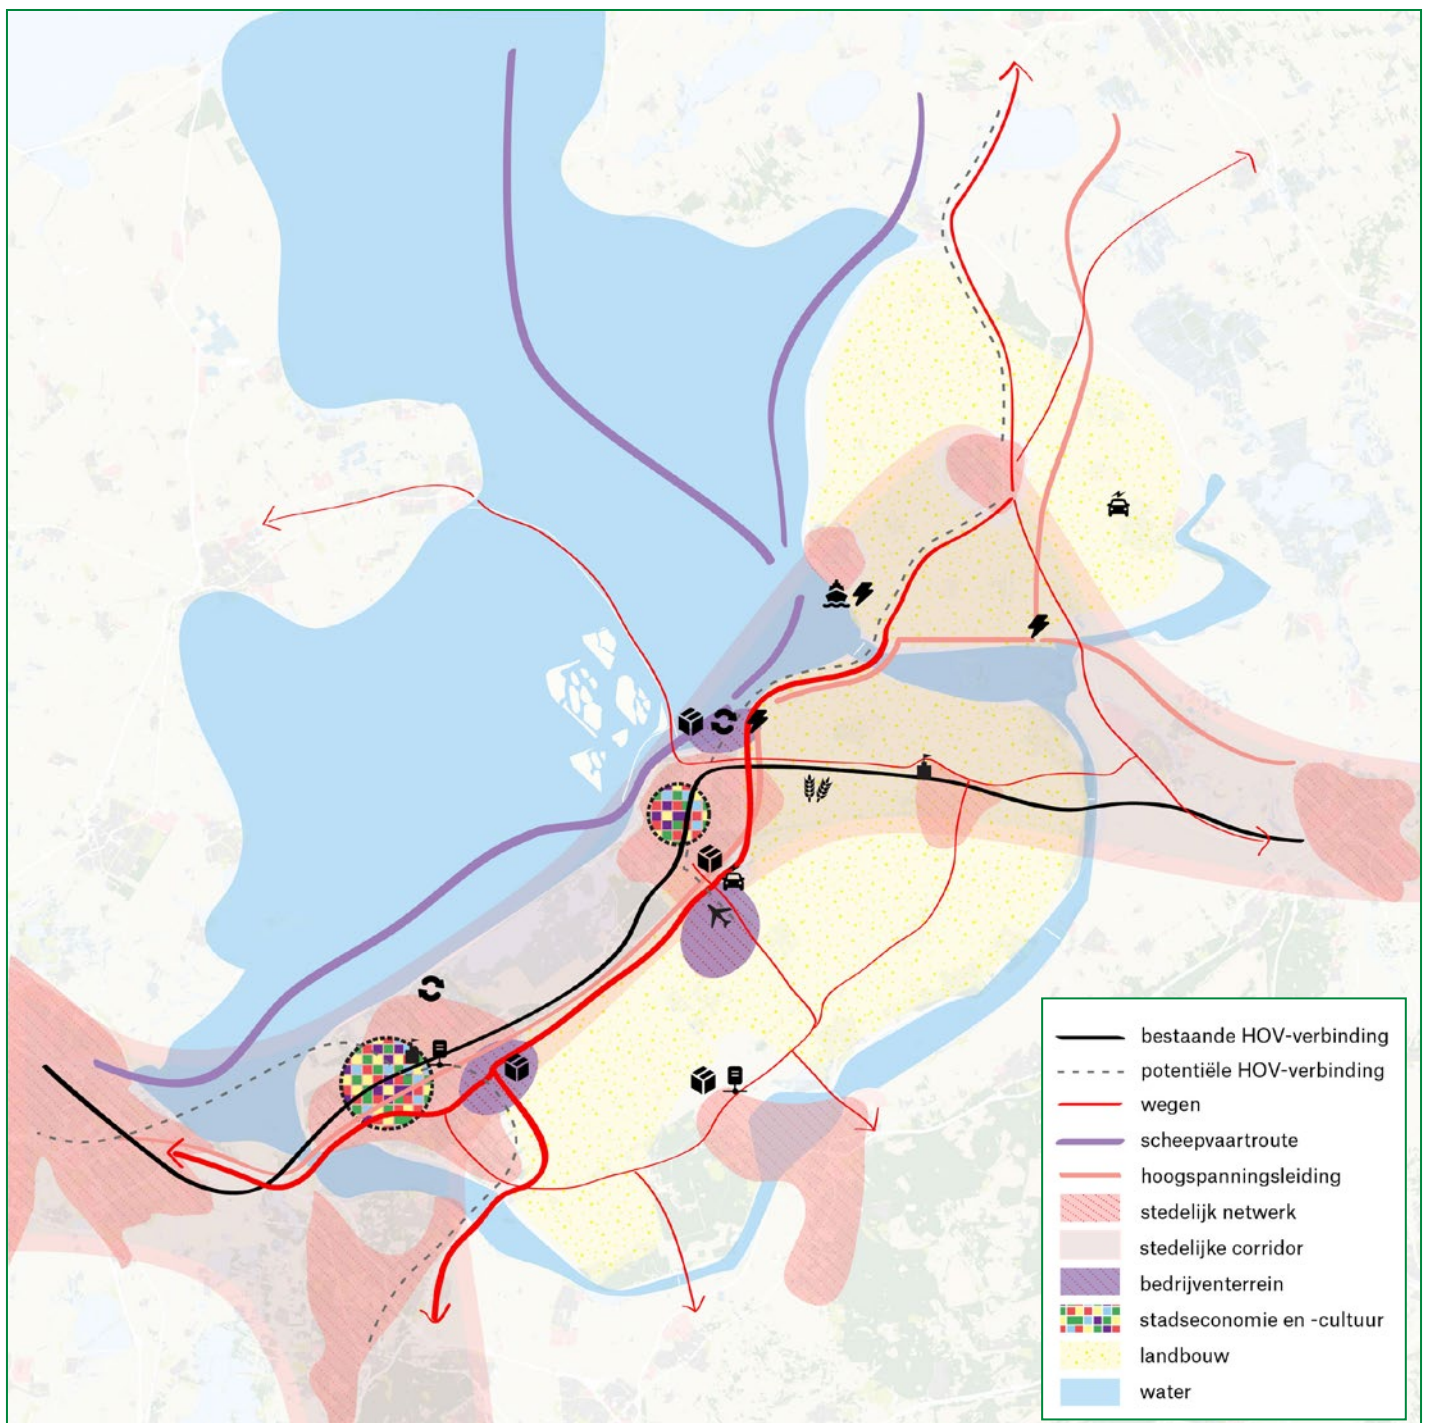 bestaande HOV-verbinding
potentiële HOV-verbinding
wegen
scheepvaartroute
hoogspanningsleiding
stedelijk netwerk
stedelijke corridor
bedrijventerrein
stadseconomie en -cultuur
landbouw
water